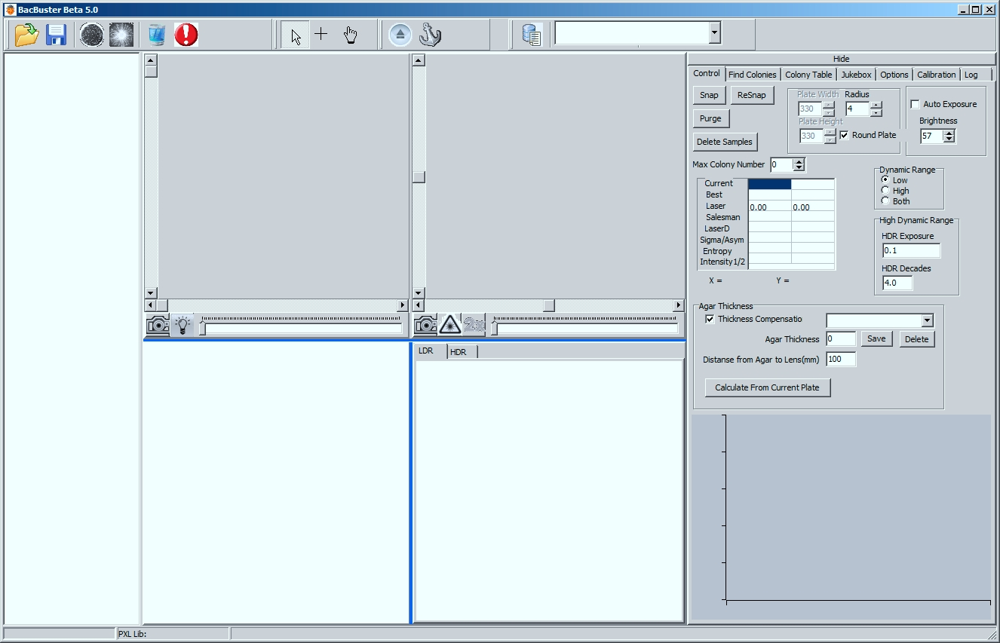 BacBuster Beta 5.0
Hide
Control Find Colonies Colony Table Jukebox Options Calibration Log
Snap ReSnap
Purge
Delete Samples
Plate Width Radius
330 4
Plate Height
330 Round Plate
Auto Exposure
Brightness
57
Max Colony Number 0
Current
Best
Laser 0.00 0.00
Salesman
LaserD
Sigma/Asym
Entropy
Intensity1/2
X = Y =
Dynamic Range
Low
High
Both
High Dynamic Range
HDR Exposure
0.1
HDR Decades
4.0
2x
Agar Thickness
Thickness Compensatio
Agar Thickness 0 Save Delete
Distanse from Agar to Lens(mm) 100
Calculate From Current Plate
LDR HDR
PXL Lib: